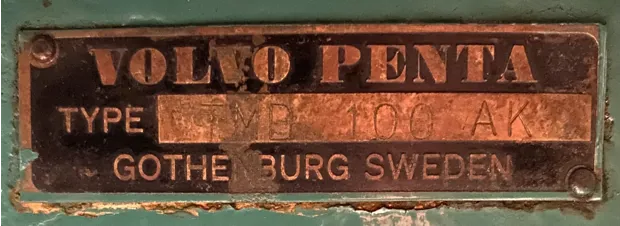 VOLVO PENTA
TYPE TMD 100 AK
GOTHENBURG SWEDEN